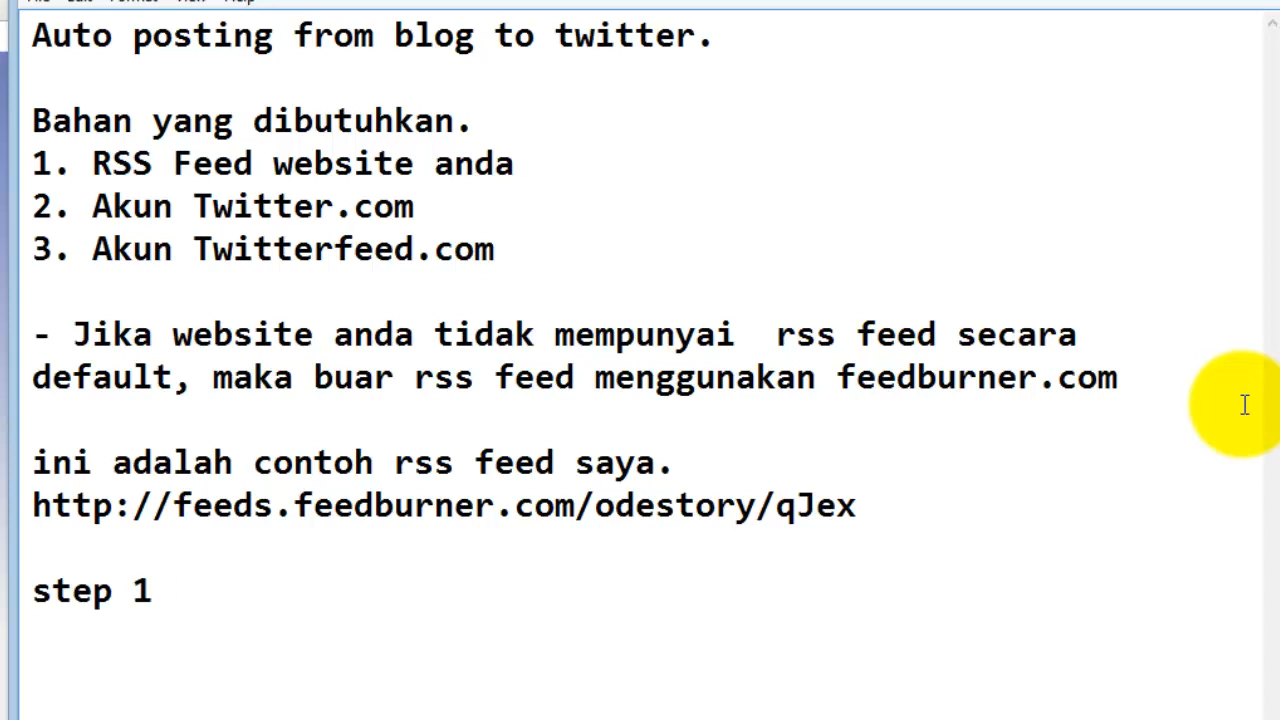 Auto posting from blog to twitter.
Bahan yang dibutuhkan.
1. RSS Feed website anda
2. Akun Twitter.com
3. Akun Twitterfeed.com
- Jika website anda tidak mempunyai  rss feed secara
default, maka buar rss feed menggunakan feedburner.com
ini adalah contoh rss feed saya.
http://feeds.feedburner.com/odestory/qJex
step 1